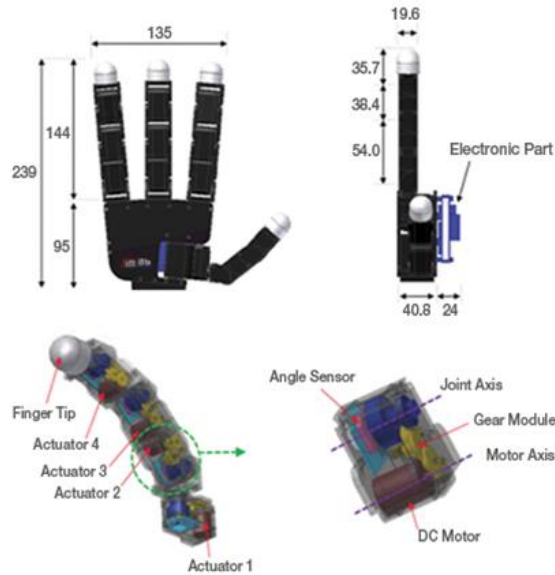 135
19.6
35.7
36.4
54.0
144
239
95
Electronic Part
40.8
24
Finger Tip
Actuator 4
Actuator 3
Actuator 2
Actuator 1
Angle Sensor
Joint Axis
Gear Module
Motor Axis
DC Motor